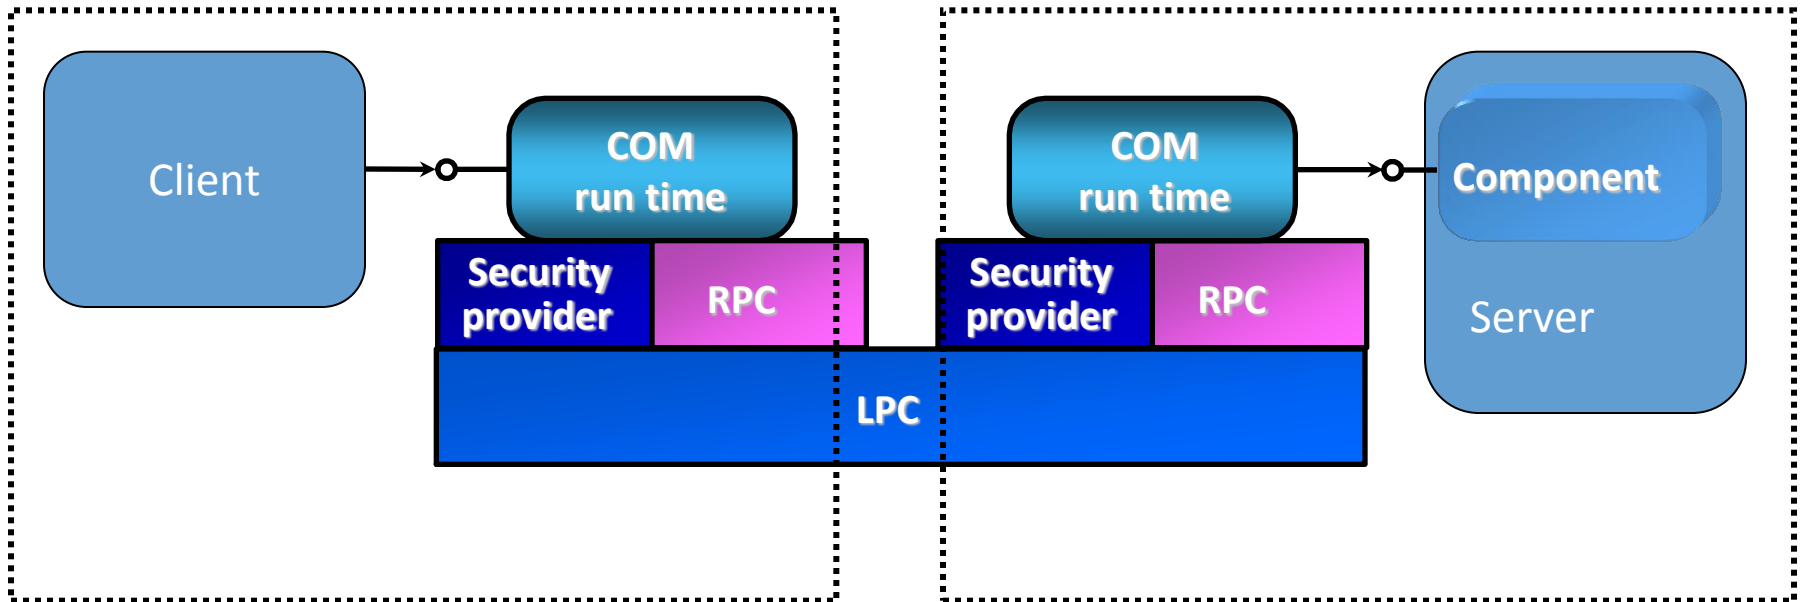 Client
COM
run time
Security
provider
RPC
COM
run time
Security
provider
RPC
Component
Server
LPC